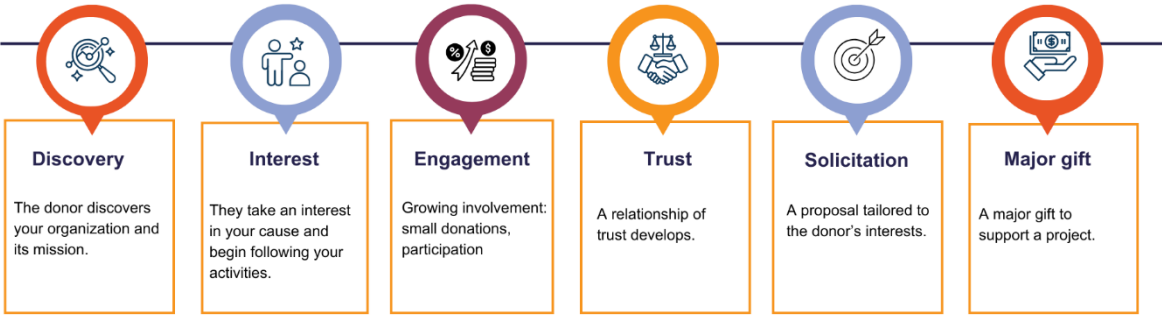 Discovery
The donor discovers
your organization and
its mission.
Interest
They take an interest
in your cause and
begin following your
activities.
Engagement
Growing involvement:
small donations,
participation
Trust
A relationship of
trust develops.
Solicitation
A proposal tailored to
the donor's interests.
Major gift
A major gift to
support a project.